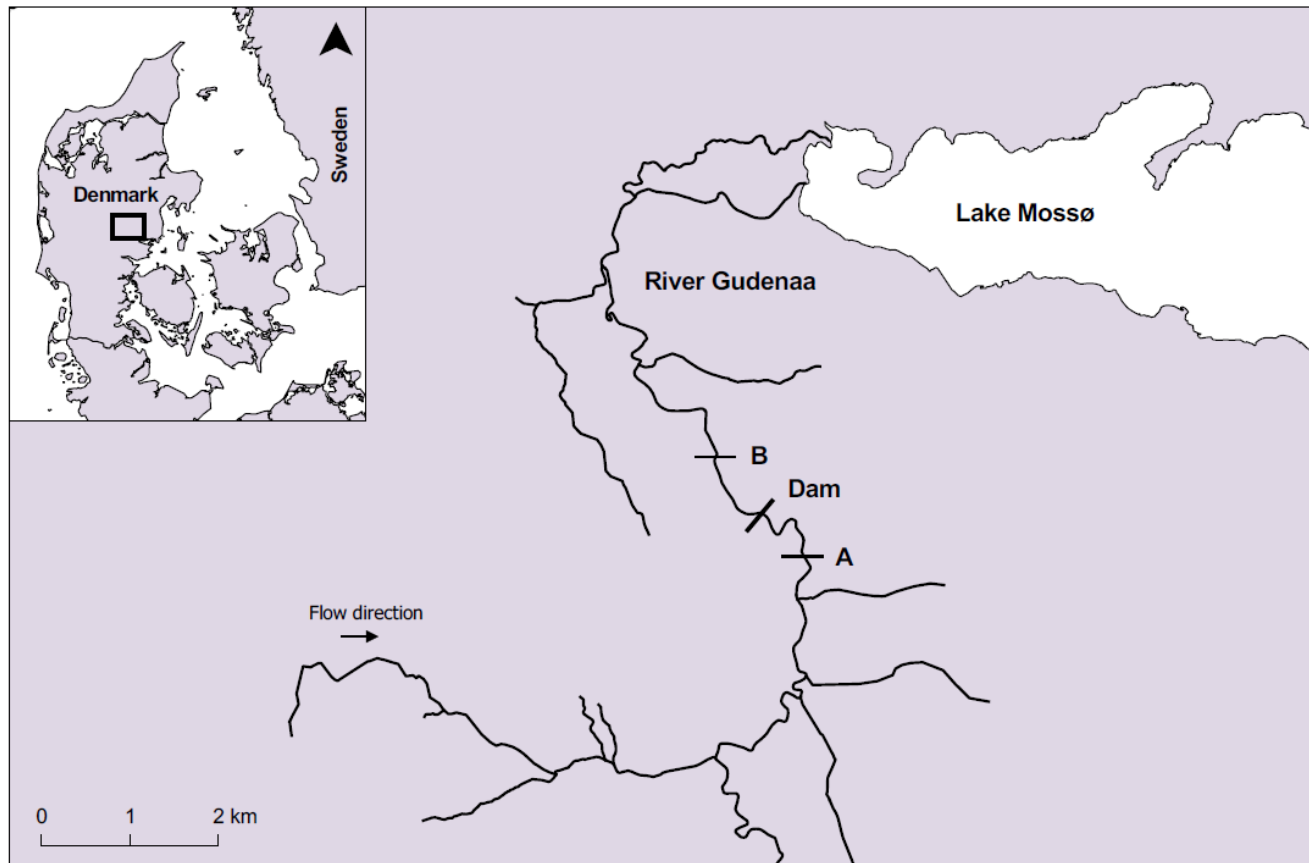 Sweden
Denmark
Lake Mossø
River Gudenaa
B
Dam
A
Flow direction
0 1 2 km